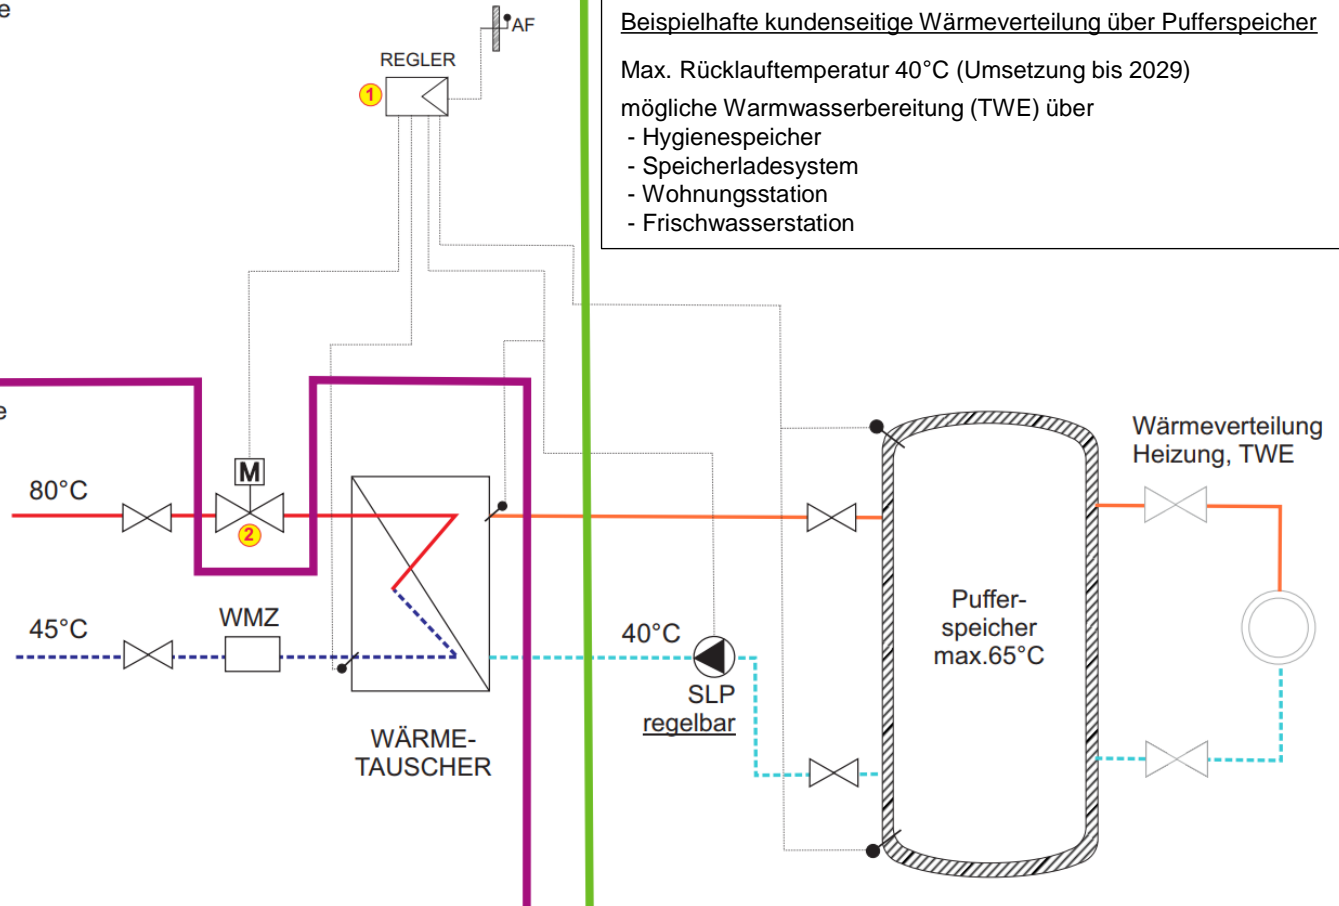 e
AF
REGLER
1
Beispielhafte kundenseitige Wärmeverteilung über Pufferspeicher
Max. Rücklauftemperatur 40°C (Umsetzung bis 2029)
mögliche Warmwasserbereitung (TWE) über
- Hygienespeicher
- Speicherladesystem
- Wohnungsstation
- Frischwasserstation
e
80°C
M
2
45°C
WMZ
WÄRME-
TAUSCHER
40°C
SLP
regelbar
Puffer-
speicher
max.65°C
Wärmeverteilung
Heizung, TWE